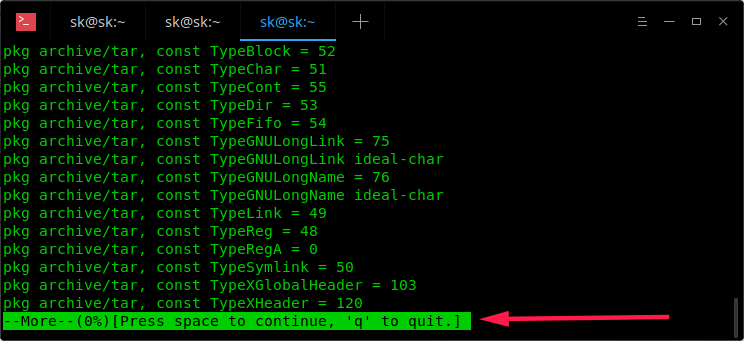 sk@sk:~ sk@sk:~ sk@sk:~
pkg archive/tar, const TypeBlock = 52
pkg archive/tar, const TypeChar = 51
pkg archive/tar, const TypeCont = 55
pkg archive/tar, const TypeDir = 53
pkg archive/tar, const TypeFifo = 54
pkg archive/tar, const TypeGNULongLink = 75
pkg archive/tar, const TypeGNULongLink ideal-char
pkg archive/tar, const TypeGNULongName = 76
pkg archive/tar, const TypeGNULongName ideal-char
pkg archive/tar, const TypeLink = 49
pkg archive/tar, const TypeReg = 48
pkg archive/tar, const TypeRegA = 0
pkg archive/tar, const TypeSymlink = 50
pkg archive/tar, const TypeXGlobalHeader = 103
pkg archive/tar, const TypeXHeader = 120
--More--(0%)[Press space to continue, 'q' to quit.]